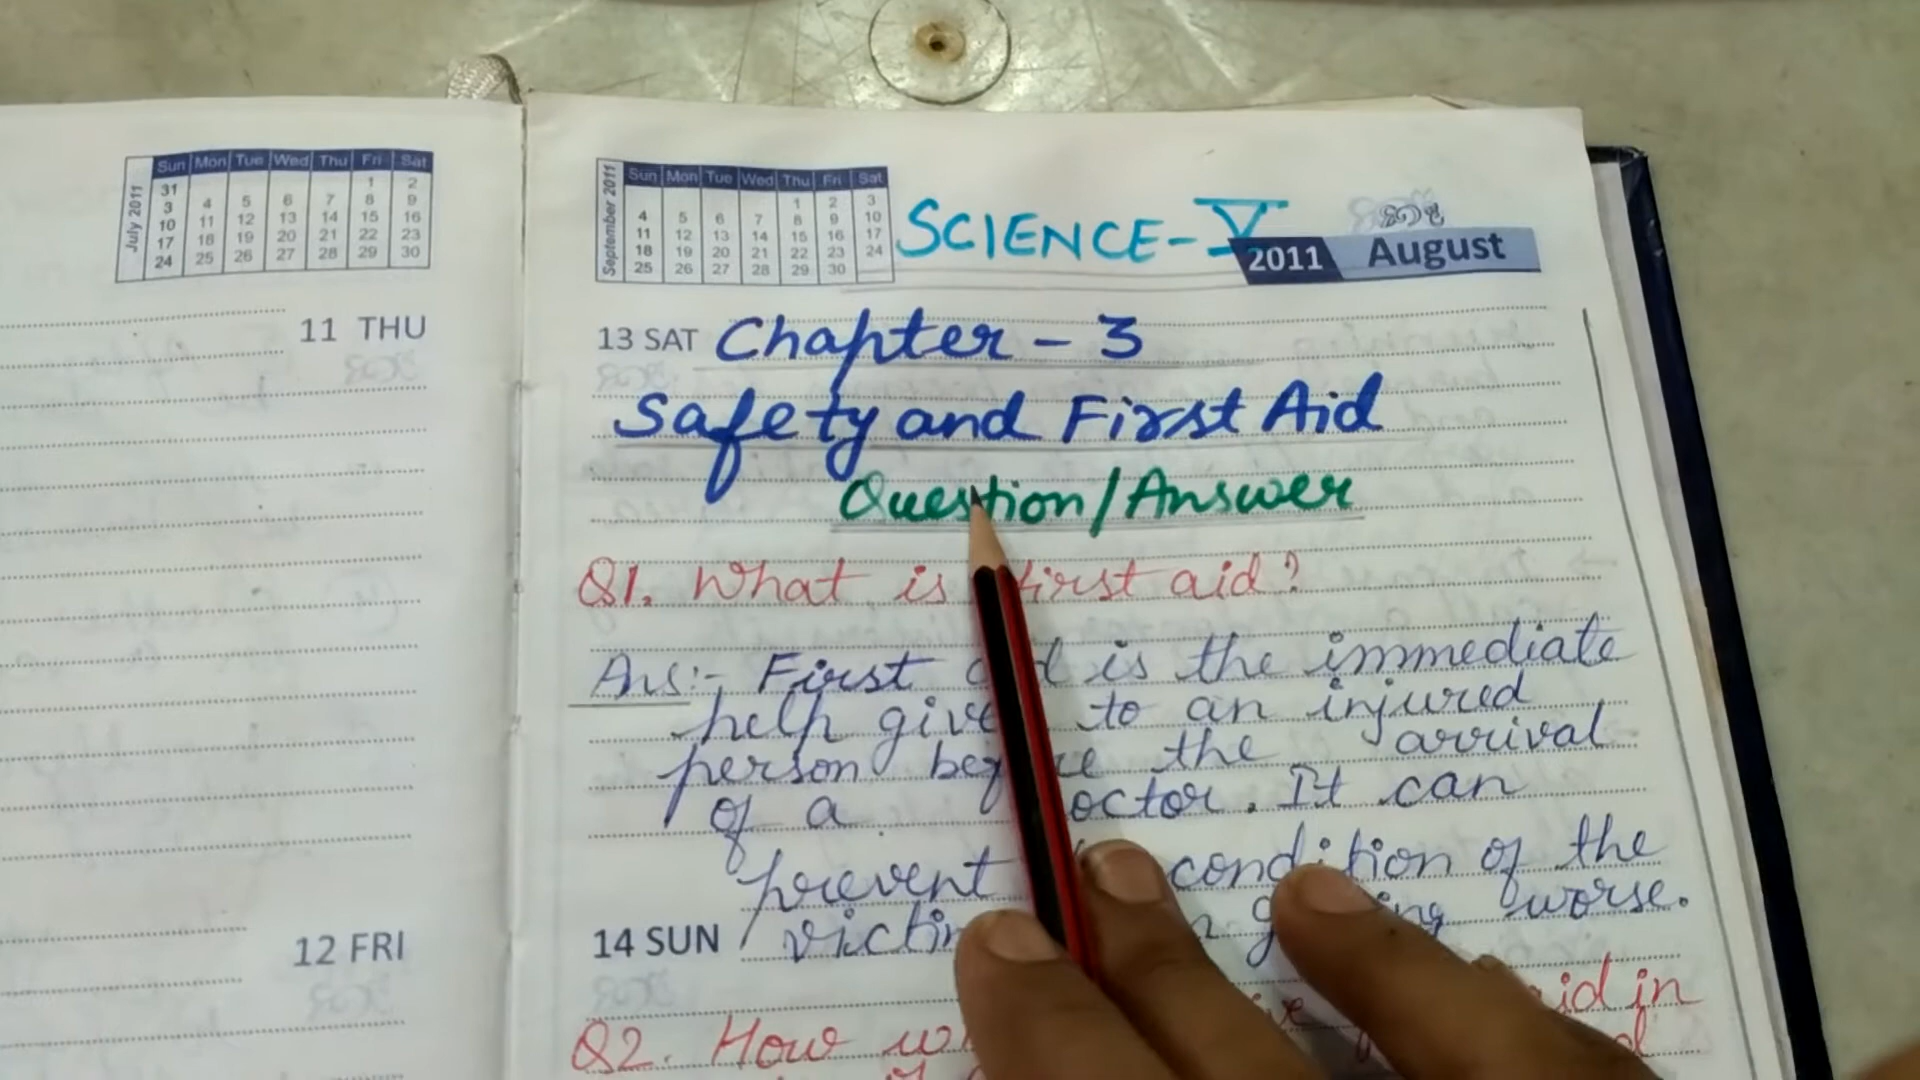 July 2011
Sun Mon Tue Wed Thu Fri Sat
31 1 2
3 4 5 6 7 8 9
10 11 12 13 14 15 16
17 18 19 20 21 22 23
24 25 26 27 28 29 30
11 THU
12 FRI
September 2011
Sun Mon Tue Wed Thu Fri Sat
1 2 3
4 5 6 7 8 9 10
11 12 13 14 15 16 17
18 19 20 21 22 23 24
25 26 27 28 29 30
SCIENCE-V
2011 August
13 SAT Chapter - 3
Safety and First Aid
Question/Answer
Q1. What is first aid?
Ans:- First aid is the immediate
help given to an injured
person before the arrival
of a doctor. It can
prevent condition of the
14 SUN victim worse.
Q2. How aid in